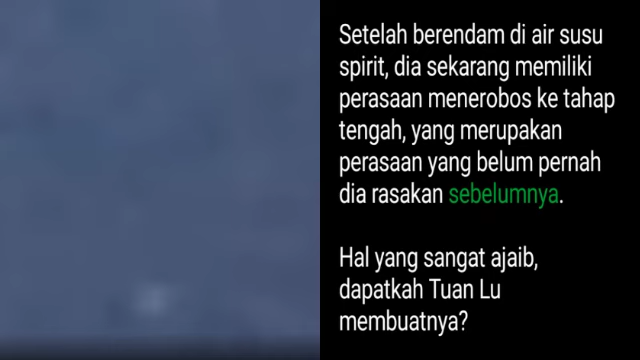 Setelah berendam di air susu
spirit, dia sekarang memiliki
perasaan menerobos ke tahap
tengah, yang merupakan
perasaan yang belum pernah
dia rasakan sebelumnya.
Hal yang sangat ajaib,
dapatkah Tuan Lu
membuatnya?